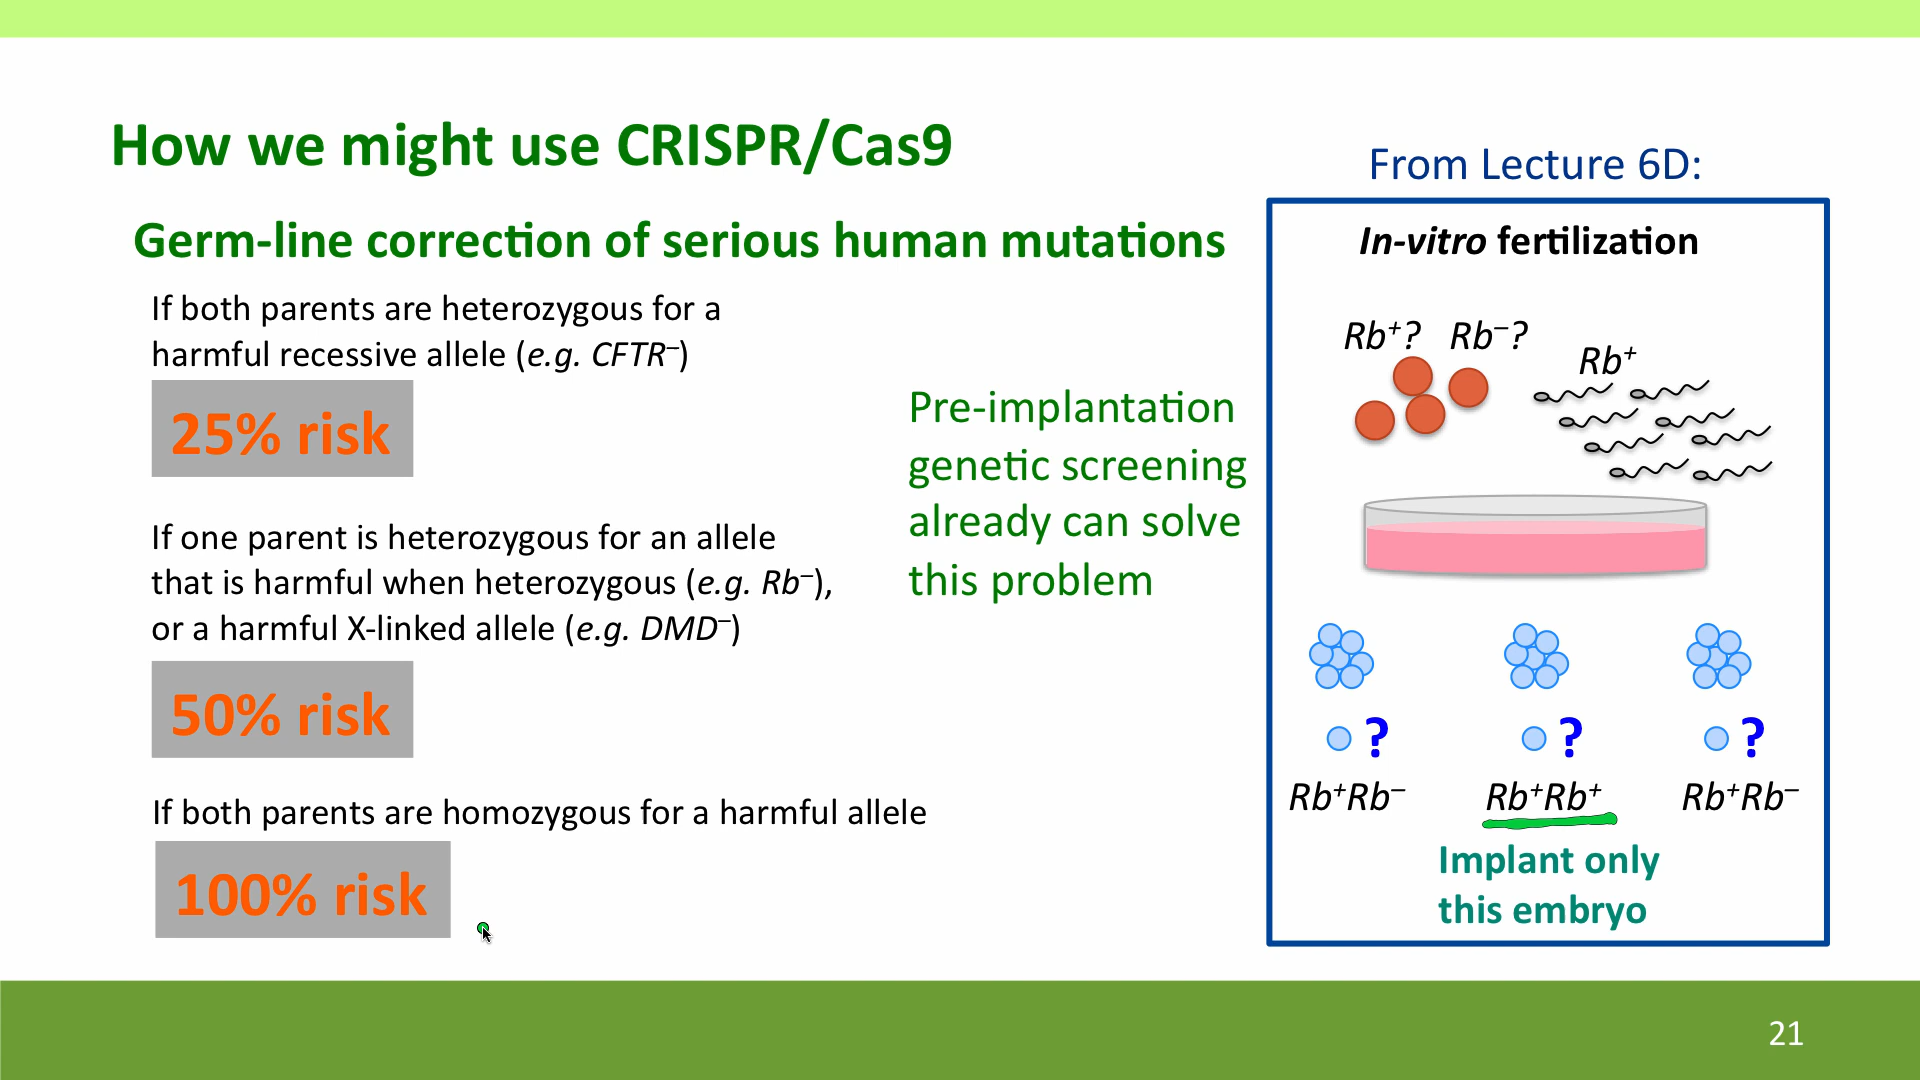 How we might use CRISPR/Cas9
Germ-line correction of serious human mutations
If both parents are heterozygous for a
harmful recessive allele (e.g. CFTR⁻)
25% risk
If one parent is heterozygous for an allele
that is harmful when heterozygous (e.g. Rb⁻),
or a harmful X-linked allele (e.g. DMD⁻)
50% risk
If both parents are homozygous for a harmful allele
100% risk
Pre-implantation
genetic screening
already can solve
this problem
From Lecture 6D:
In-vitro fertilization
Rb⁺? Rb⁻?
Rb⁺
? ? ?
Rb⁺Rb⁻ Rb⁺Rb⁺ Rb⁺Rb⁻
Implant only
this embryo
21